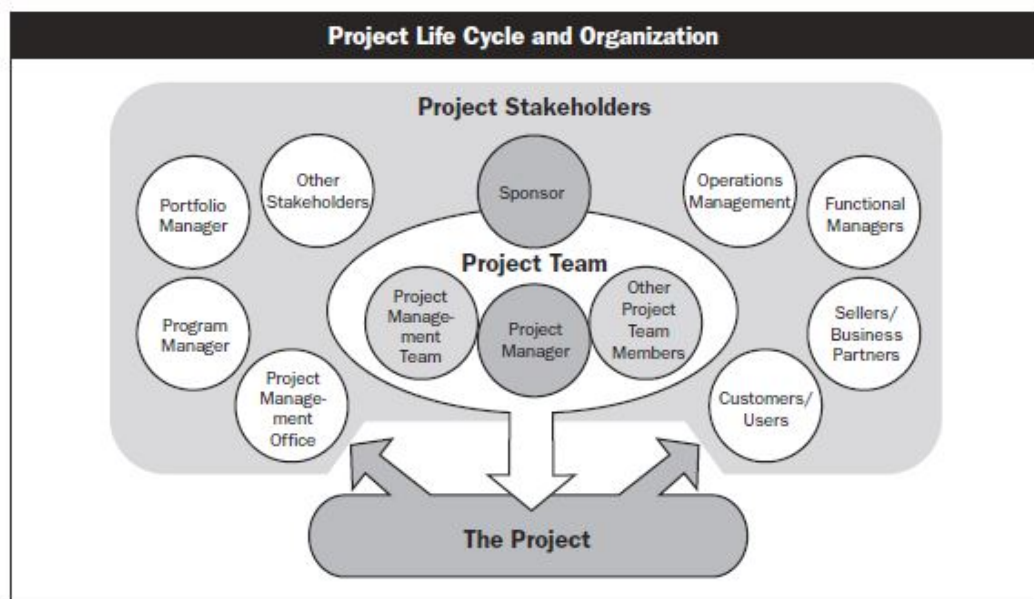 Project Life Cycle and Organization
Project Stakeholders
Portfolio
Manager
Other
Stakeholders
Sponsor
Operations
Management
Functional
Managers
Project Team
Program
Manager
Project
Manage-
ment
Team
Project
Manager
Other
Project
Team
Members
Sellers/
Business
Partners
Project
Manage-
ment
Office
Customers/
Users
The Project